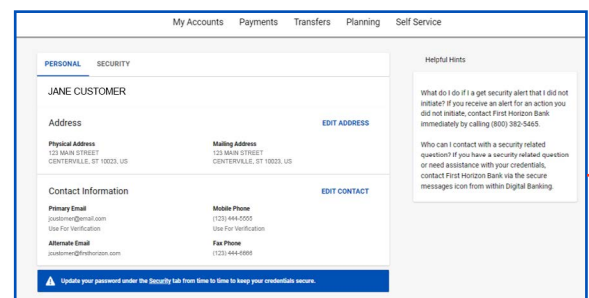 My Accounts Payments Transfers Planning Self Service
PERSONAL SECURITY
JANE CUSTOMER
Address EDIT ADDRESS
Physical Address Mailing Address
123 MAIN STREET 123 MAIN STREET
CENTERVILLE, ST 10023, US CENTERVILLE, ST 10023, US
Contact Information EDIT CONTACT
Primary Email Mobile Phone
jcustomer@email.com (123) 444-5555
Use For Verification Use For Verification
Alternate Email Fax Phone
jcustomer@firsthorizon.com (123) 444-6666
Update your password under the Security tab from time to time to keep your credentials secure.
Helpful Hints
What do I do if I a get security alert that I did not
initiate? If you receive an alert for an action you
did not initiate, contact First Horizon Bank
immediately by calling (800) 382-5465.
Who can I contact with a security related
question? If you have a security related question
or need assistance with your credentials,
contact First Horizon Bank via the secure
messages icon from within Digital Banking.